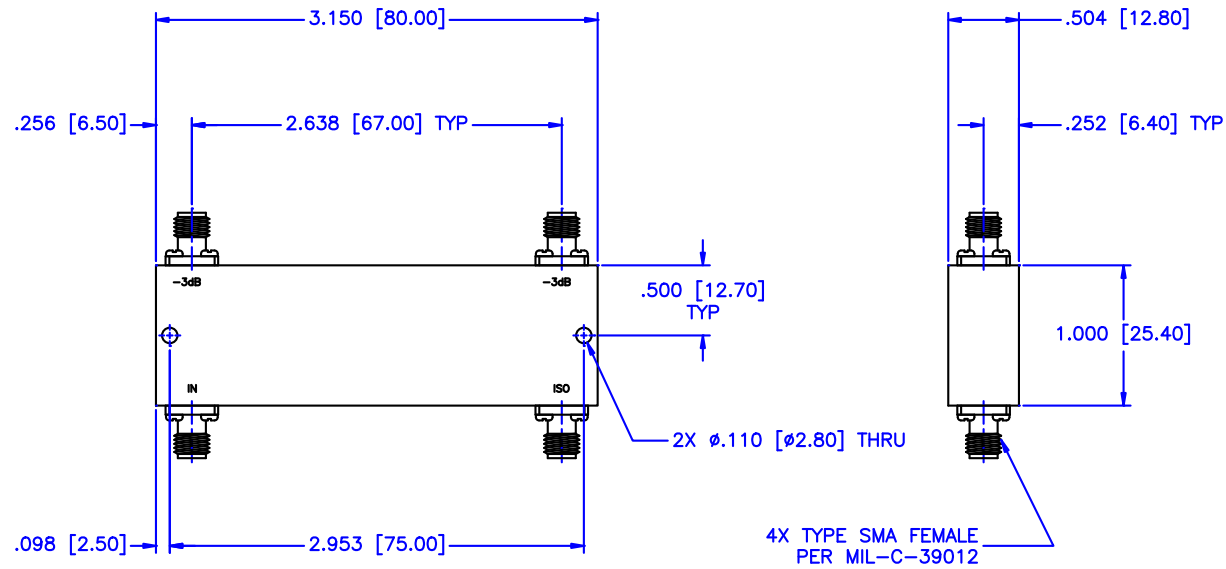 3.150 [80.00]
.504 [12.80]
.256 [6.50]
2.638 [67.00] TYP
.252 [6.40] TYP
-3dB
-3dB
.500 [12.70]
TYP
1.000 [25.40]
IN
ISO
2X ø.110 [ø2.80] THRU
.098 [2.50]
2.953 [75.00]
4X TYPE SMA FEMALE
PER MIL-C-39012